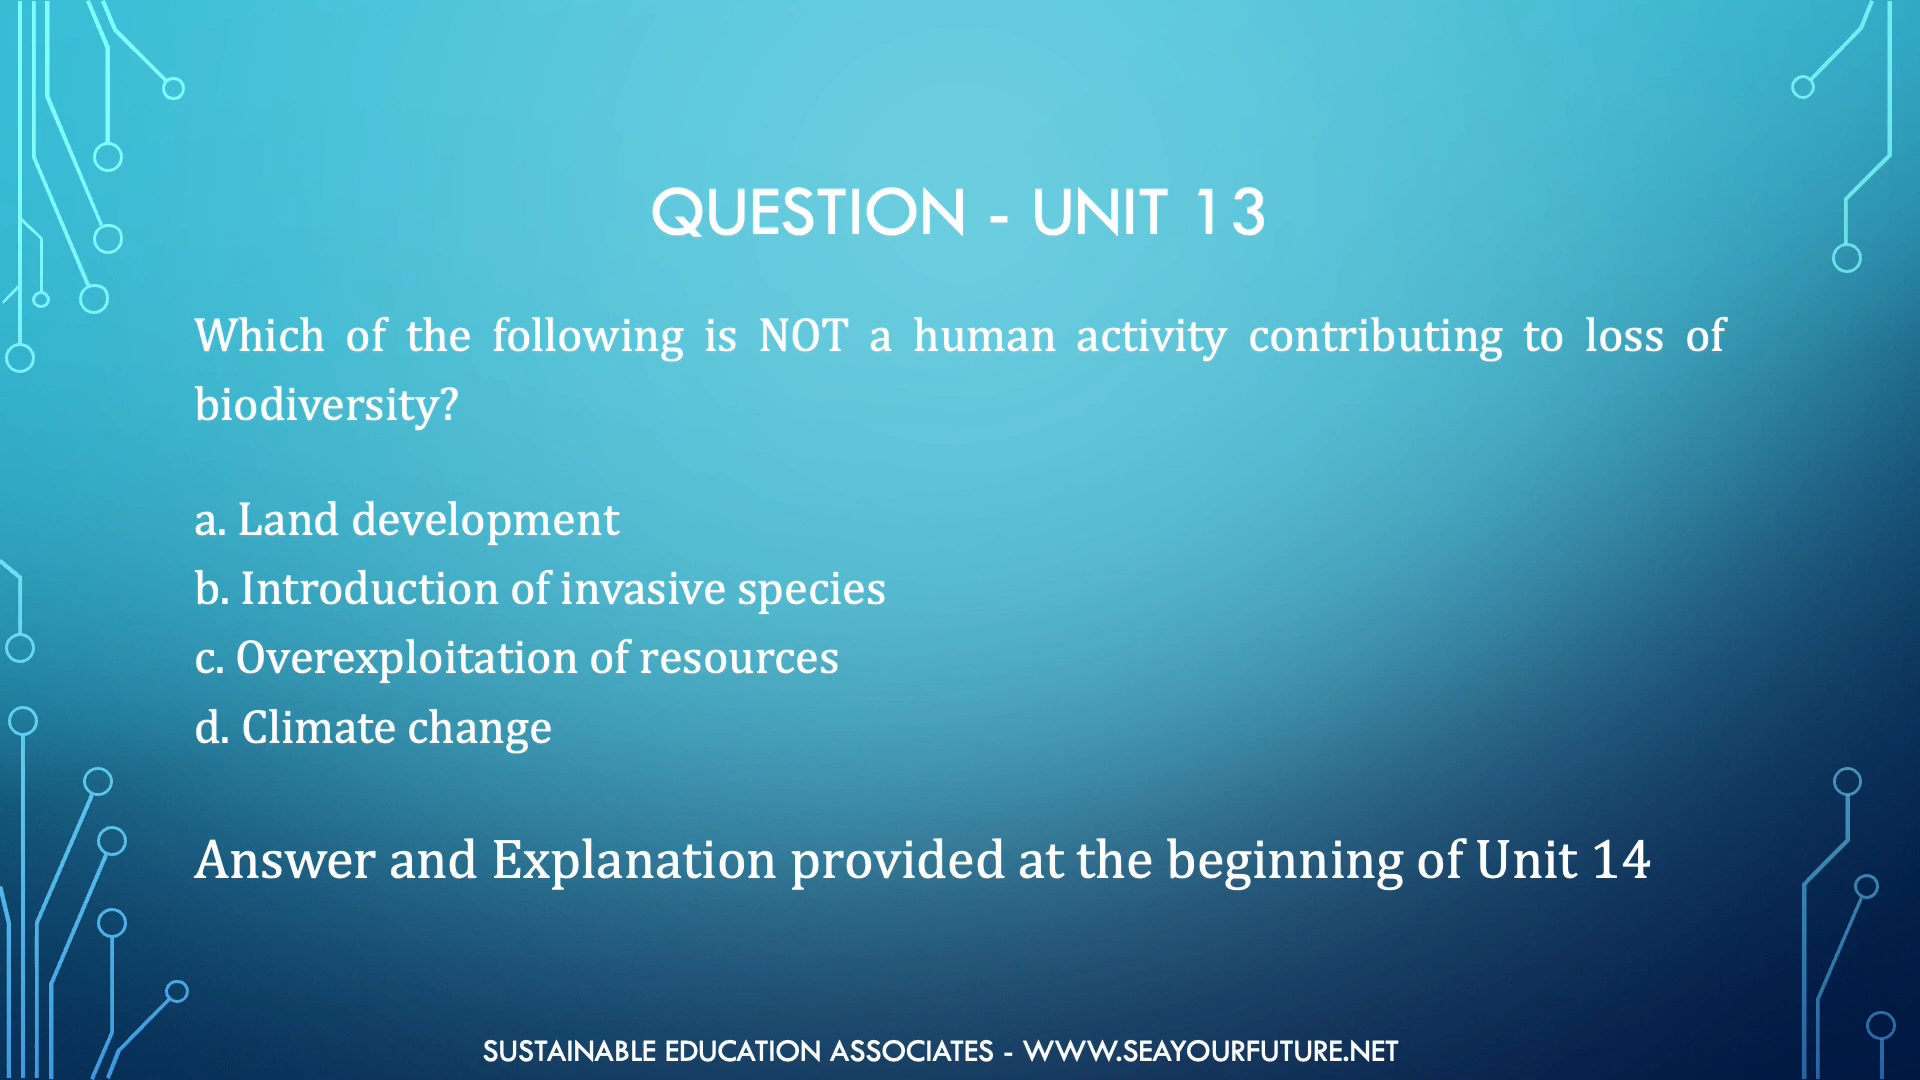 QUESTION - UNIT 13
Which of the following is NOT a human activity contributing to loss of
biodiversity?
a. Land development
b. Introduction of invasive species
c. Overexploitation of resources
d. Climate change
Answer and Explanation provided at the beginning of Unit 14
SUSTAINABLE EDUCATION ASSOCIATES - WWW.SEAYOURFUTURE.NET